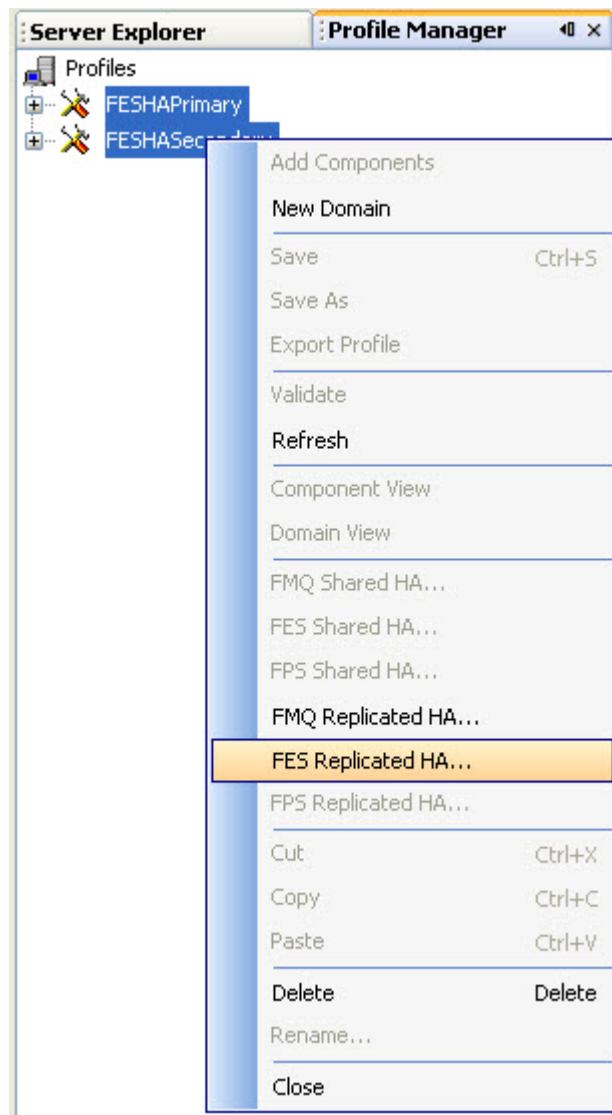 Server Explorer
Profile Manager
Profiles
FESHAPrimary
FESHASecondary
Add Components
New Domain
Save Ctrl+S
Save As
Export Profile
Validate
Refresh
Component View
Domain View
FMQ Shared HA...
FES Shared HA...
FPS Shared HA...
FMQ Replicated HA...
FES Replicated HA...
FPS Replicated HA...
Cut Ctrl+X
Copy Ctrl+C
Paste Ctrl+V
Delete Delete
Rename...
Close